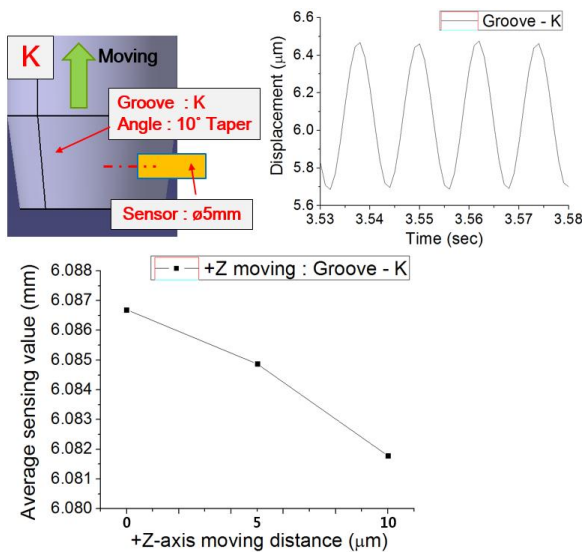 K
Moving
Groove : K
Angle : 10˚ Taper
Sensor : ø5mm
Groove - K
Displacement (μm)
6.6
6.4
6.2
6.0
5.8
5.6
3.53 3.54 3.55 3.56 3.57 3.58
Time (sec)
+Z moving : Groove - K
Average sensing value (mm)
6.088
6.087
6.086
6.085
6.084
6.083
6.082
6.081
6.080
0 5 10
+Z-axis moving distance (μm)